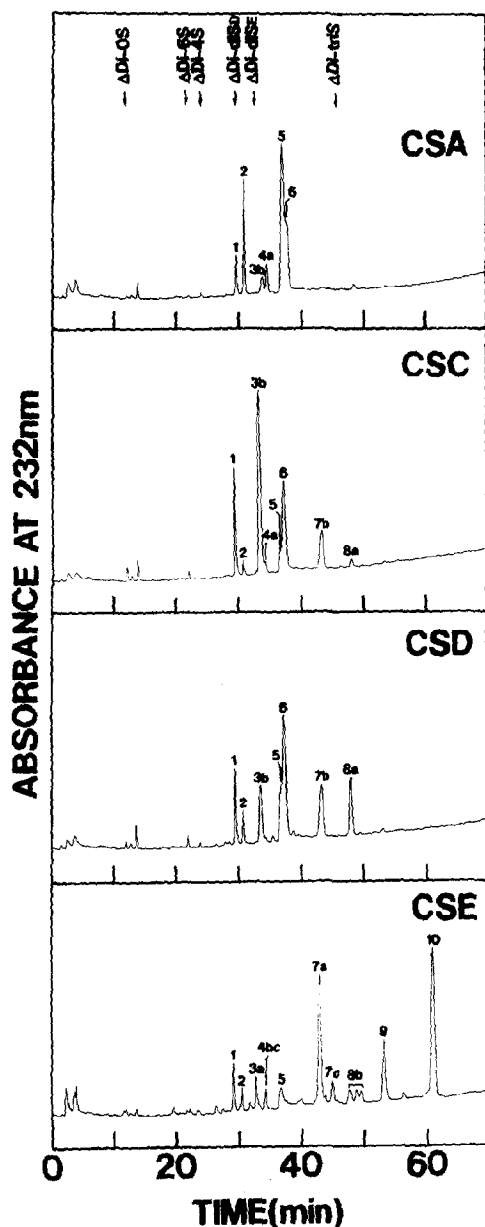 ΔDi-0S
ΔDi-6S
ΔDi-4S
ΔDi-diSD
ΔDi-diSE
ΔDi-triS
CSA
1
2
3b
4a
5
6
CSC
1
2
3b
4a
5
6
7b
8a
CSD
1
2
3b
5
6
7b
8a
CSE
1
2
3a
4bc
5
7a
7c
8b
9
10
ABSORBANCE AT 232nm
0 20 40 60
TIME(min)